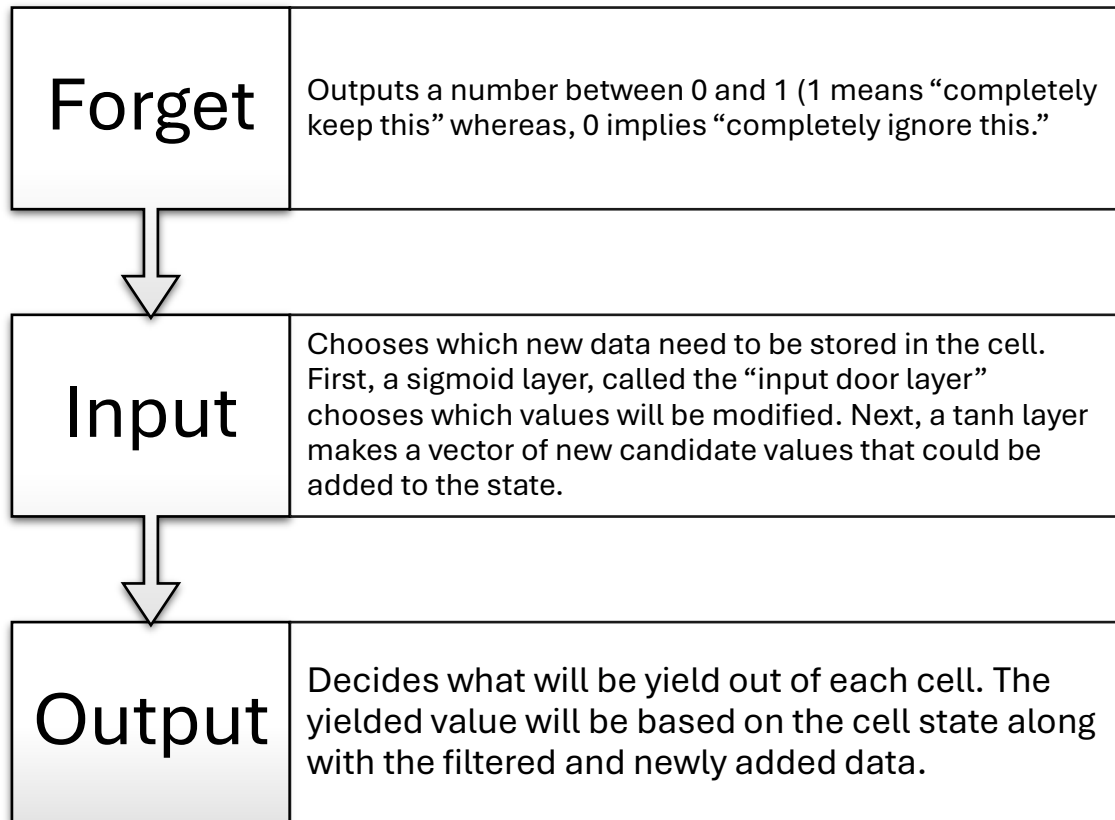 Forget
Outputs a number between 0 and 1 (1 means “completely
keep this” whereas, 0 implies “completely ignore this.”
Input
Chooses which new data need to be stored in the cell.
First, a sigmoid layer, called the “input door layer”
chooses which values will be modified. Next, a tanh layer
makes a vector of new candidate values that could be
added to the state.
Output
Decides what will be yield out of each cell. The
yielded value will be based on the cell state along
with the filtered and newly added data.